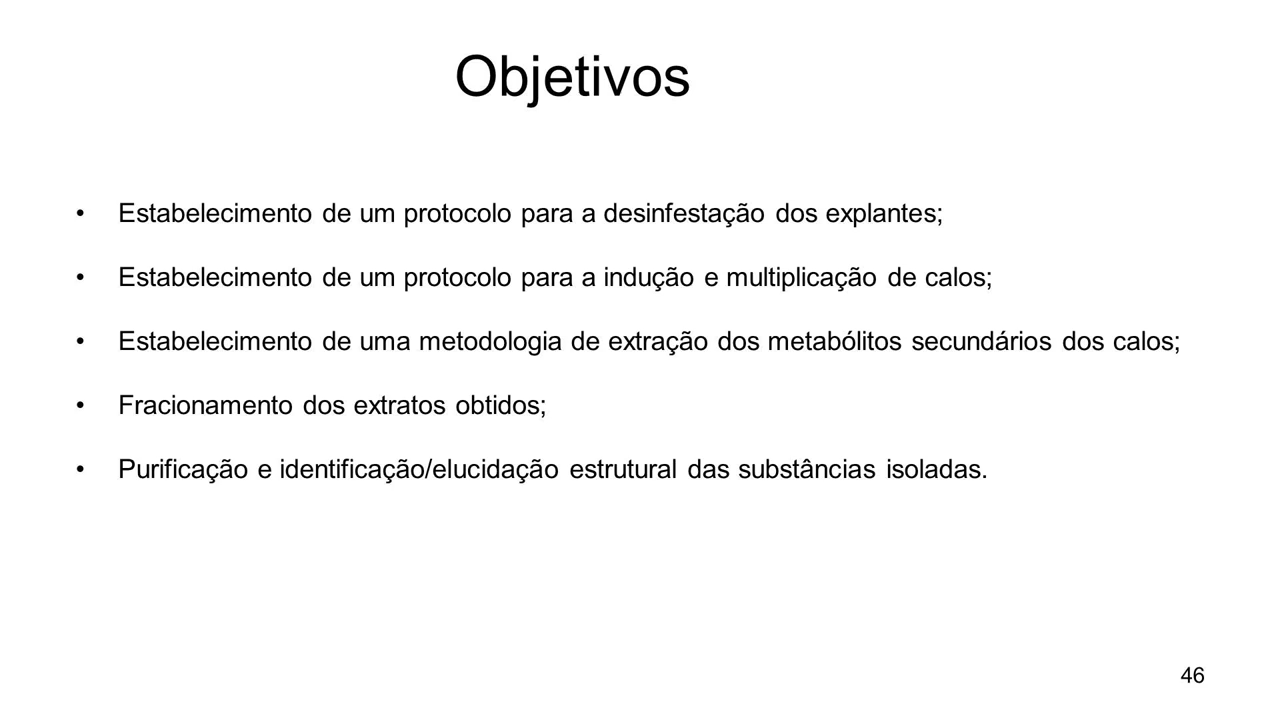 Objetivos
• Estabelecimento de um protocolo para a desinfestação dos explantes;
• Estabelecimento de um protocolo para a indução e multiplicação de calos;
• Estabelecimento de uma metodologia de extração dos metabólitos secundários dos calos;
• Fracionamento dos extratos obtidos;
• Purificação e identificação/elucidação estrutural das substâncias isoladas.
46